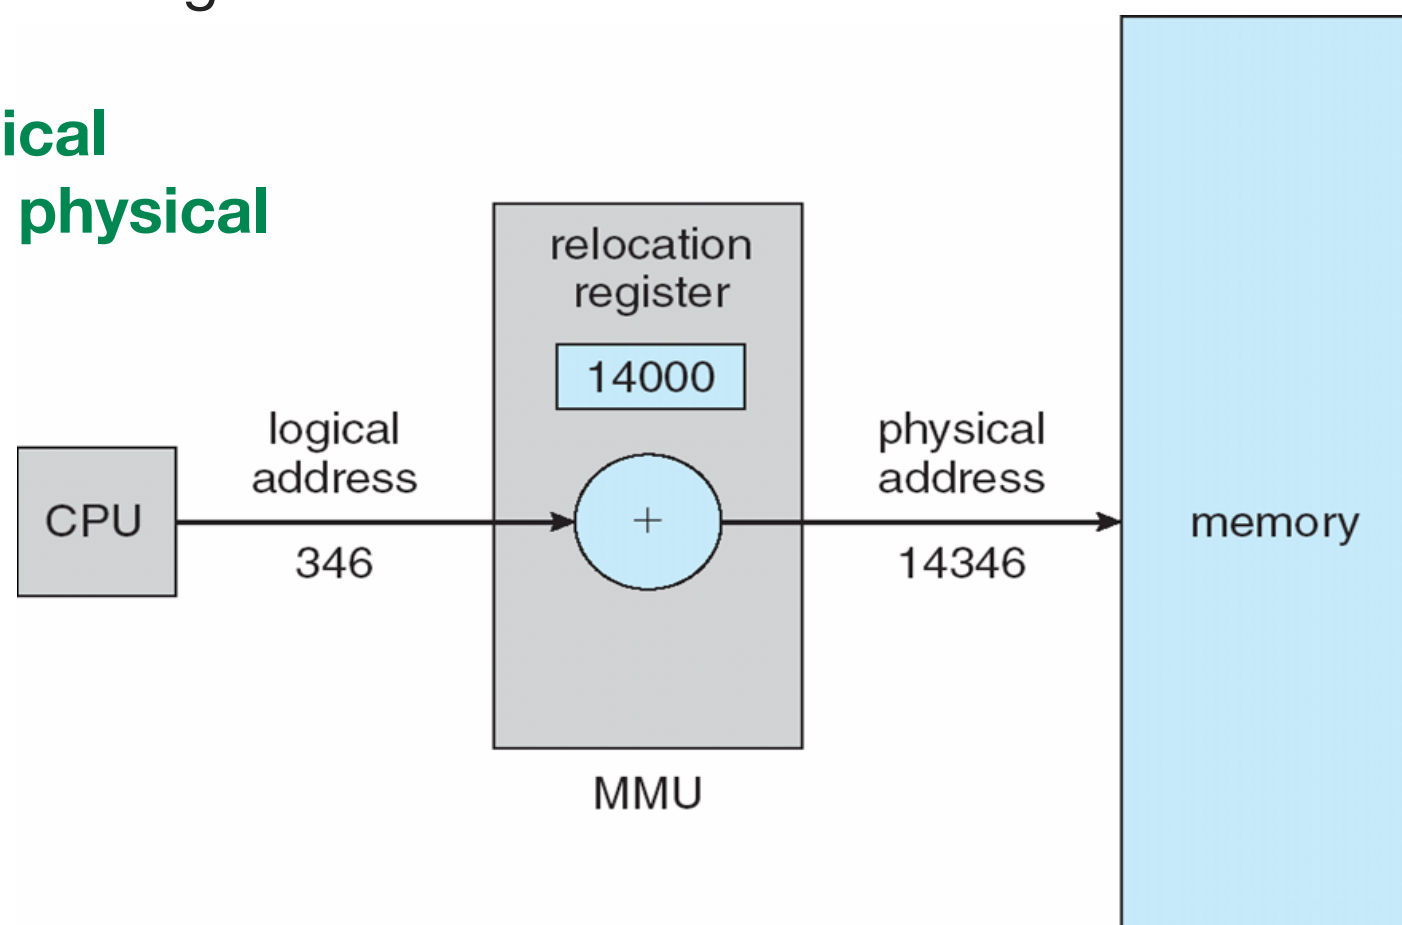 ical
physical
relocation
register
14000
logical
address
346
physical
address
14346
CPU
+
memory
MMU